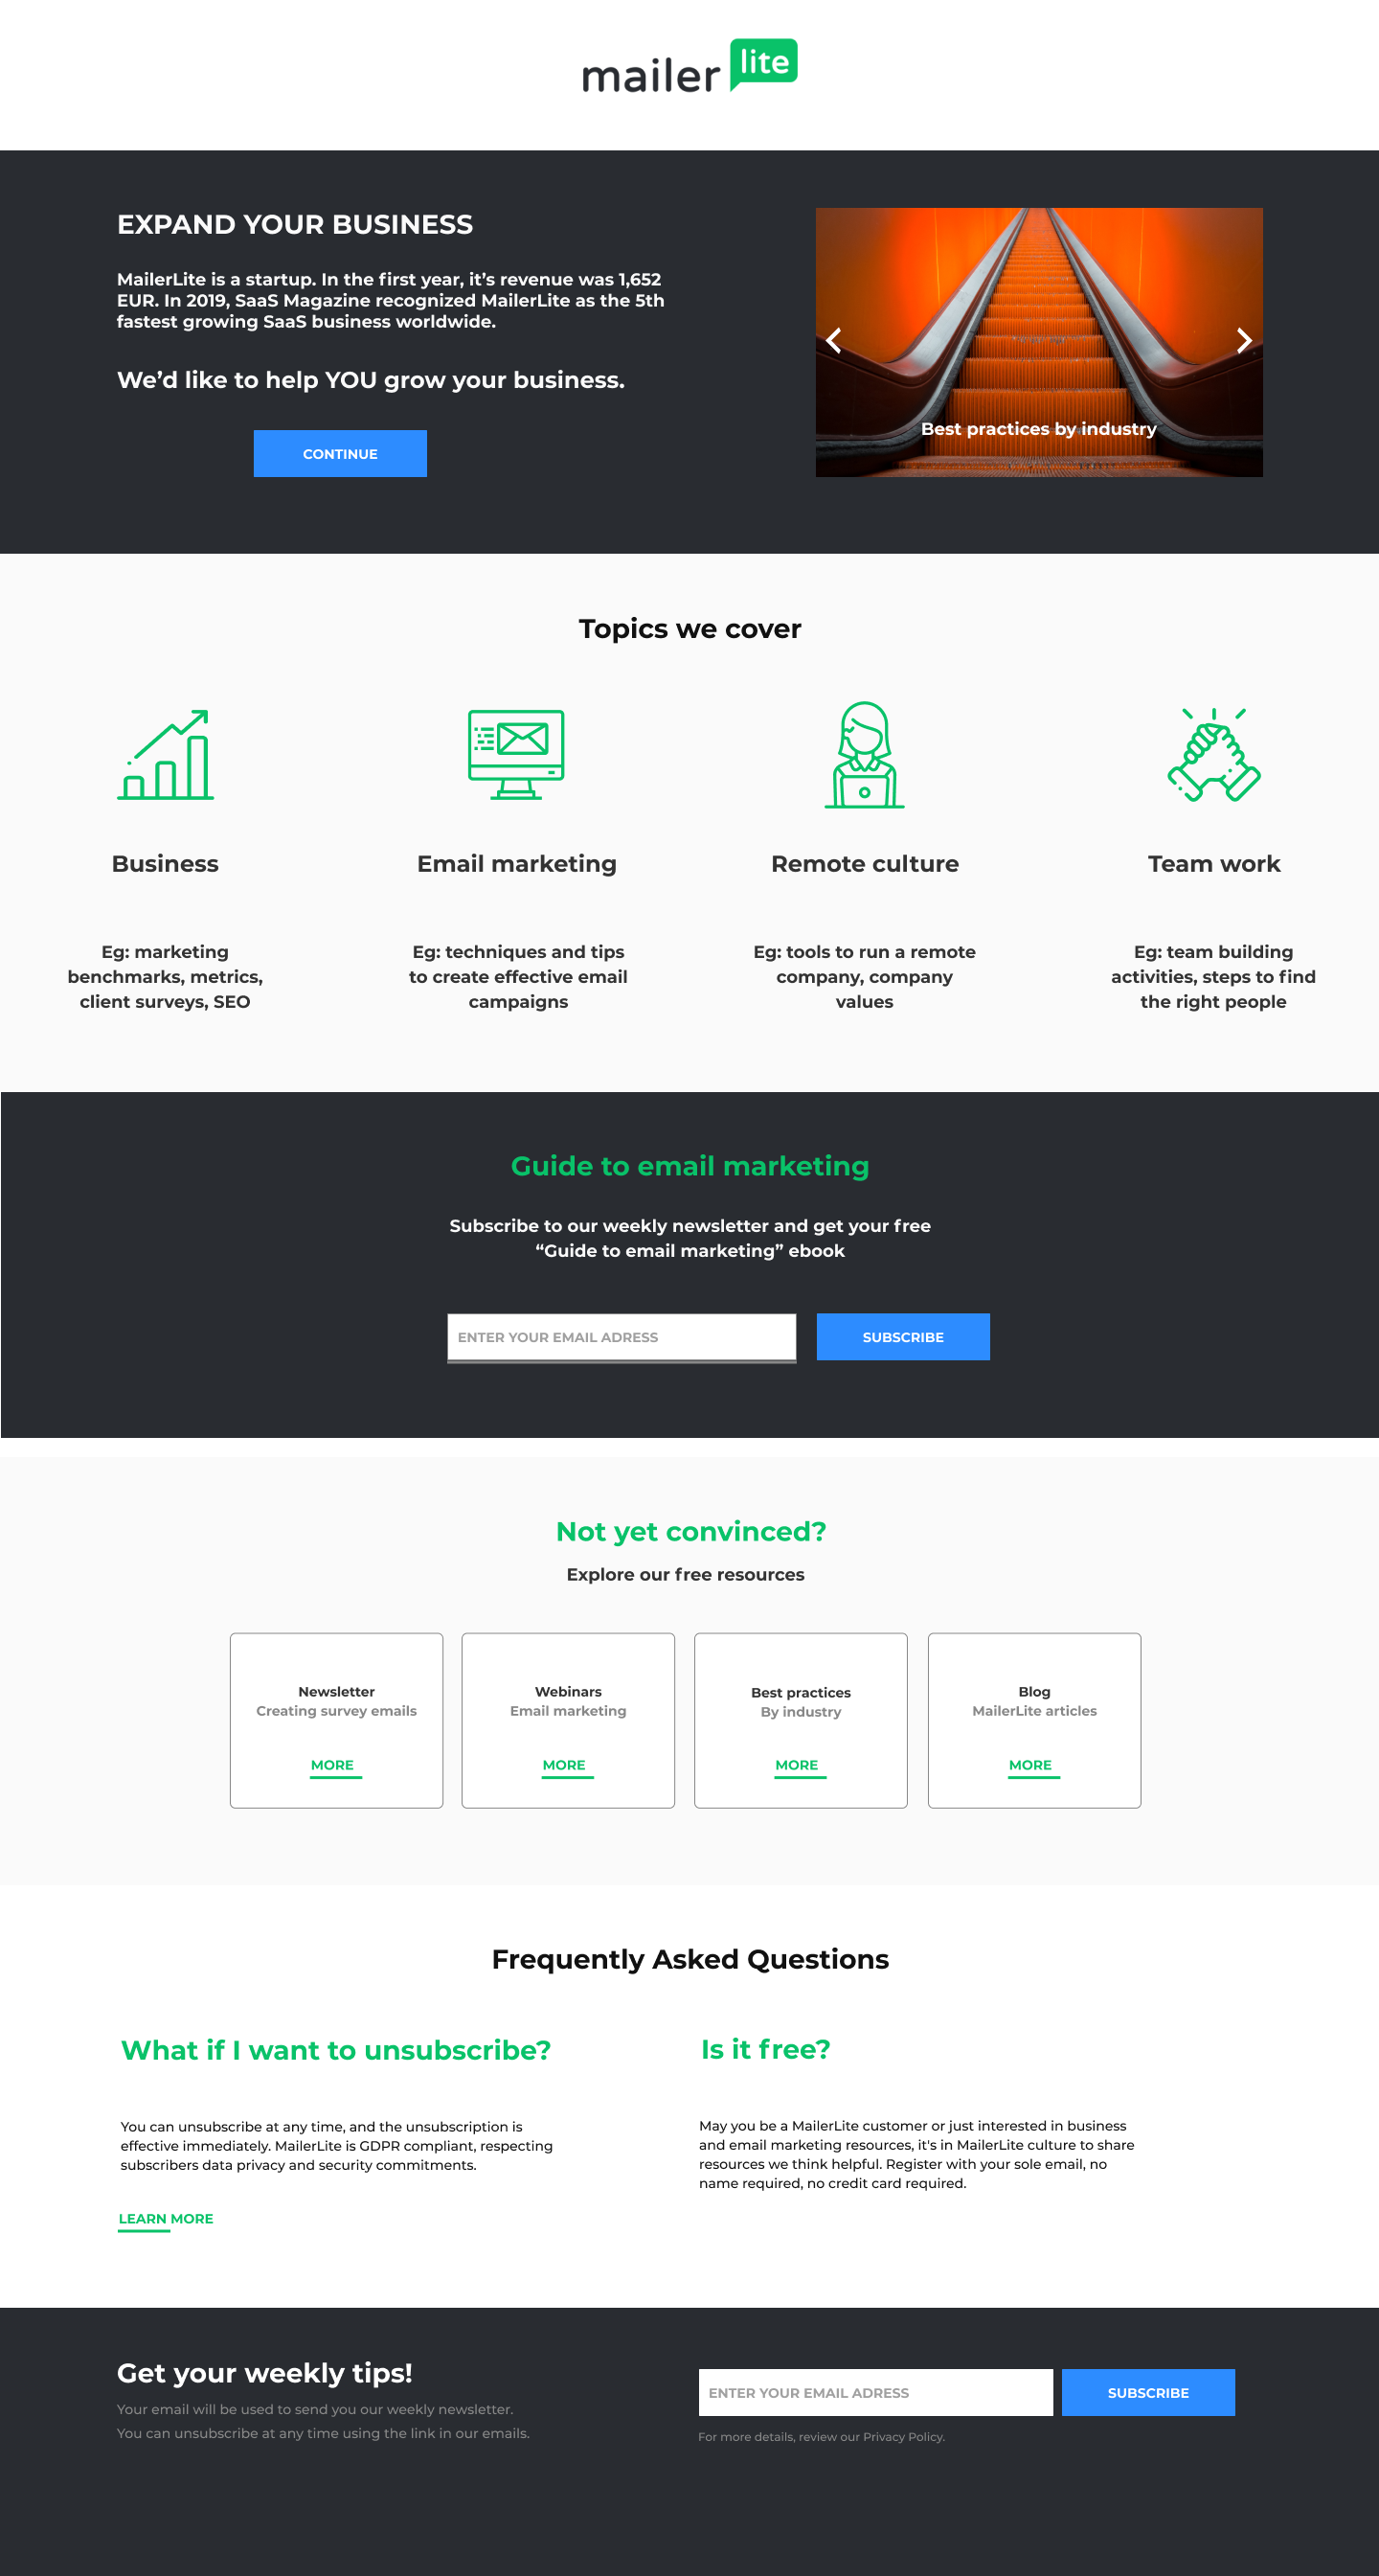 mailer lite
EXPAND YOUR BUSINESS
MailerLite is a startup. In the first year, it’s revenue was 1,652
EUR. In 2019, SaaS Magazine recognized MailerLite as the 5th
fastest growing SaaS business worldwide.
We’d like to help YOU grow your business.
CONTINUE
Best practices by industry
Topics we cover
Business
Eg: marketing
benchmarks, metrics,
client surveys, SEO
Email marketing
Eg: techniques and tips
to create effective email
campaigns
Remote culture
Eg: tools to run a remote
company, company
values
Team work
Eg: team building
activities, steps to find
the right people
Guide to email marketing
Subscribe to our weekly newsletter and get your free
“Guide to email marketing” ebook
ENTER YOUR EMAIL ADRESS
SUBSCRIBE
Not yet convinced?
Explore our free resources
Newsletter
Creating survey emails
MORE
Webinars
Email marketing
MORE
Best practices
By industry
MORE
Blog
MailerLite articles
MORE
Frequently Asked Questions
What if I want to unsubscribe?
You can unsubscribe at any time, and the unsubscription is
effective immediately. MailerLite is GDPR compliant, respecting
subscribers data privacy and security commitments.
LEARN MORE
Is it free?
May you be a MailerLite customer or just interested in business
and email marketing resources, it's in MailerLite culture to share
resources we think helpful. Register with your sole email, no
name required, no credit card required.
Get your weekly tips!
Your email will be used to send you our weekly newsletter.
You can unsubscribe at any time using the link in our emails.
ENTER YOUR EMAIL ADRESS
SUBSCRIBE
For more details, review our Privacy Policy.